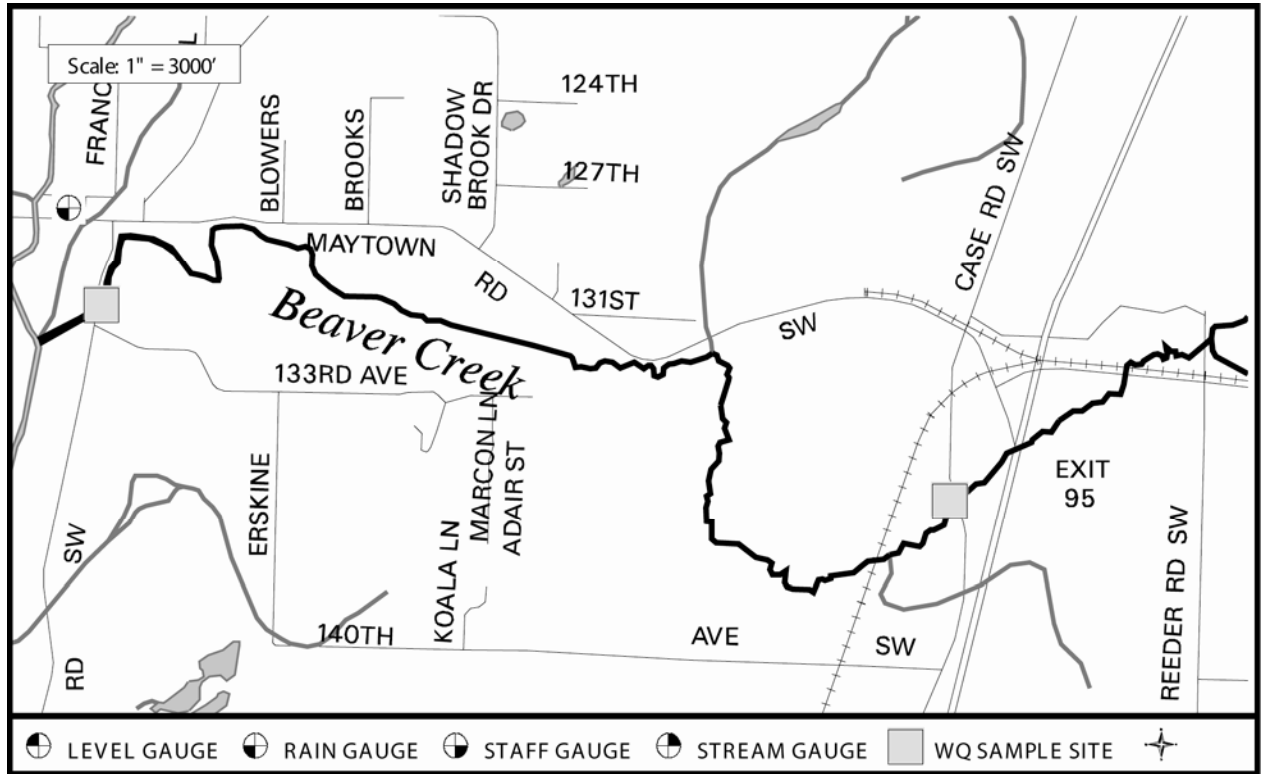 Scale: 1" = 3000'
L
FRANC
BLOWERS
BROOKS
SHADOW
BROOK DR
124TH
127TH
CASE RD SW
MAYTOWN
RD
131ST
SW
Beaver Creek
133RD AVE
MARCON LN
ADAIR ST
ERSKINE
KOALA LN
EXIT
95
SW
RD
140TH
AVE
SW
REEDER RD SW
LEVEL GAUGE
RAIN GAUGE
STAFF GAUGE
STREAM GAUGE
WQ SAMPLE SITE